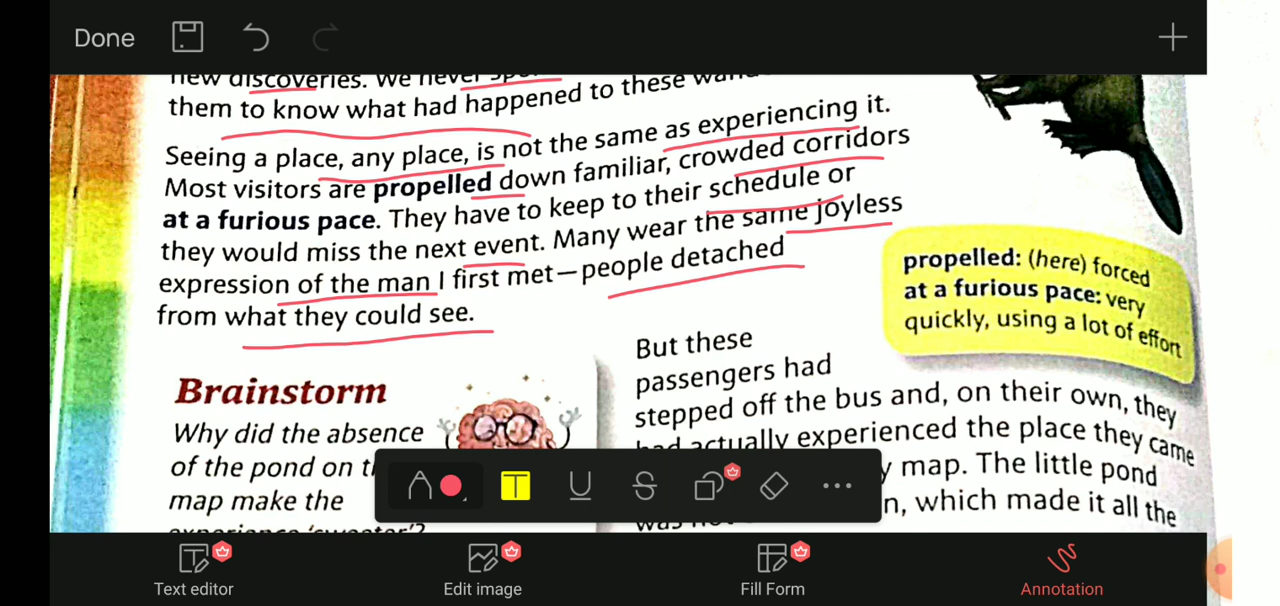 Done
new discoveries. We never
them to know what had happened to these
Seeing a place, any place, is not the same as experiencing it.
Most visitors are propelled down familiar, crowded corridors
at a furious pace. They have to keep to their schedule or
they would miss the next event. Many wear the same joyless
expression of the man I first met—people detached
from what they could see.
propelled: (here) forced
at a furious pace: very
quickly, using a lot of effort
Brainstorm
Why did the absence
of the pond on
map make the
experience 'sweeter'?
But these
passengers had
stepped off the bus and, on their own, they
had actually experienced the place they came
map. The little pond
which made it all the
T
U
S
Text editor
Edit image
Fill Form
Annotation